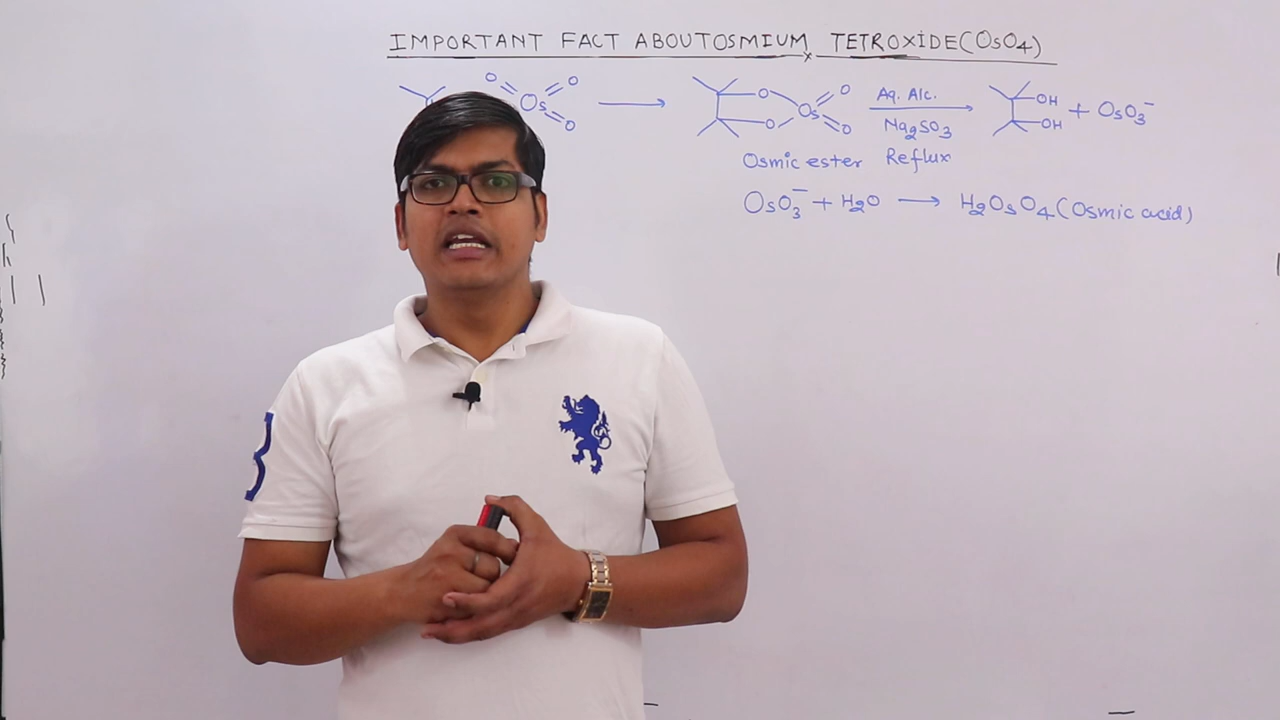 IMPORTANT FACT ABOUTOSMIUM TETROXIDE(OsO4)
O O Os O O → O O Os O O Aq. Alc. Na2SO3 → OH OH + OsO3⁻
Osmic ester Reflux
OsO3⁻ + H2O → H2OsO4(Osmic acid)